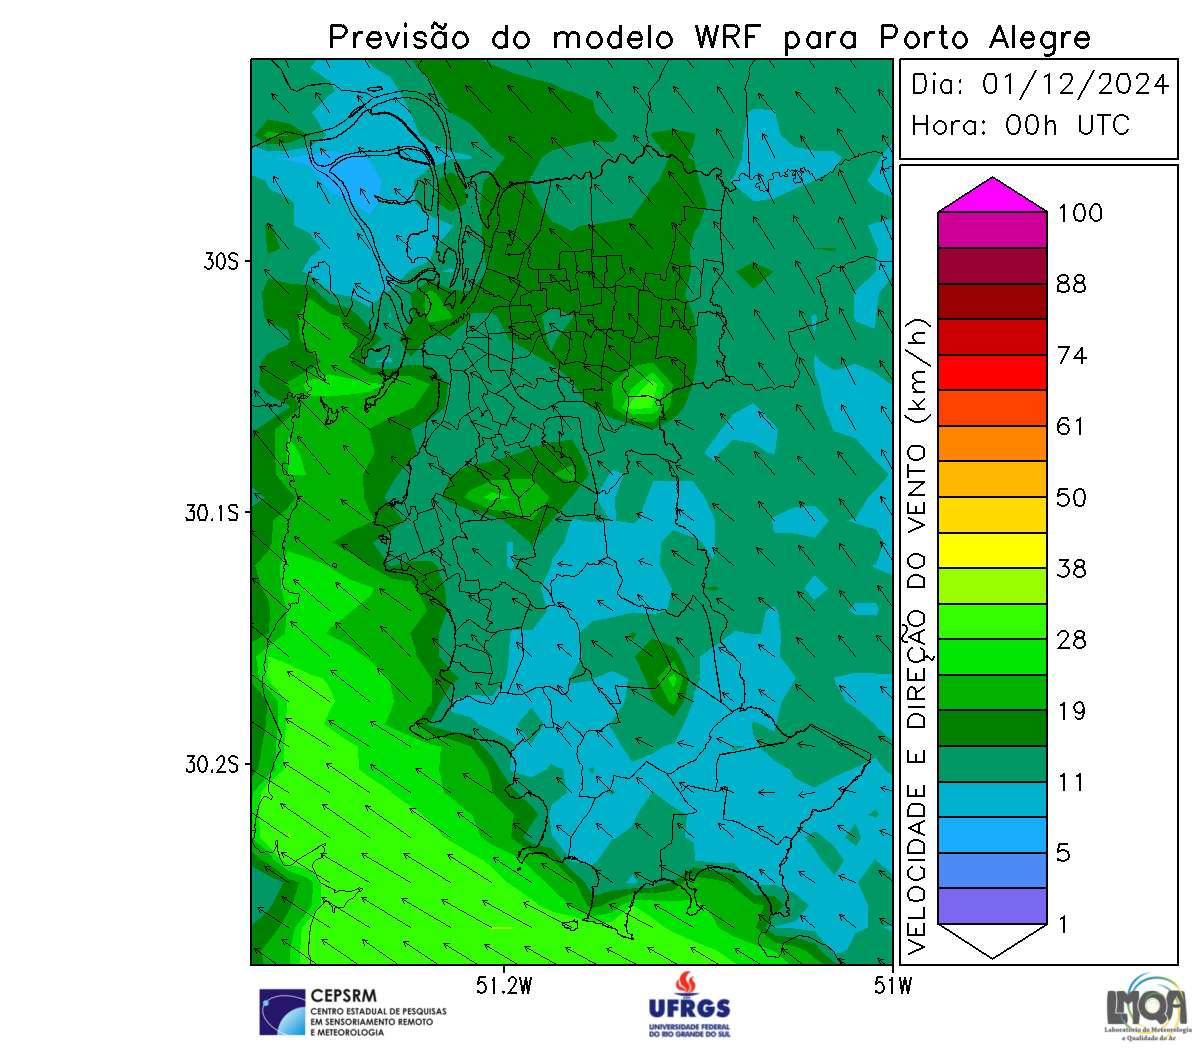 Previsão do modelo WRF para Porto Alegre
Dia: 01/12/2024
Hora: 00h UTC
30S
30.1S
30.2S
51.2W
51W
VELOCIDADE E DIREÇÃO DO VENTO (km/h)
100
88
74
61
50
38
28
19
11
5
1
CEPSRM
CENTRO ESTADUAL DE PESQUISAS
EM SENSORIAMENTO REMOTO
E METEOROLOGIA
UFRGS
UNIVERSIDADE FEDERAL
DO RIO GRANDE DO SUL
LMQA
Laboratório de Meteorologia
e Qualidade do Ar